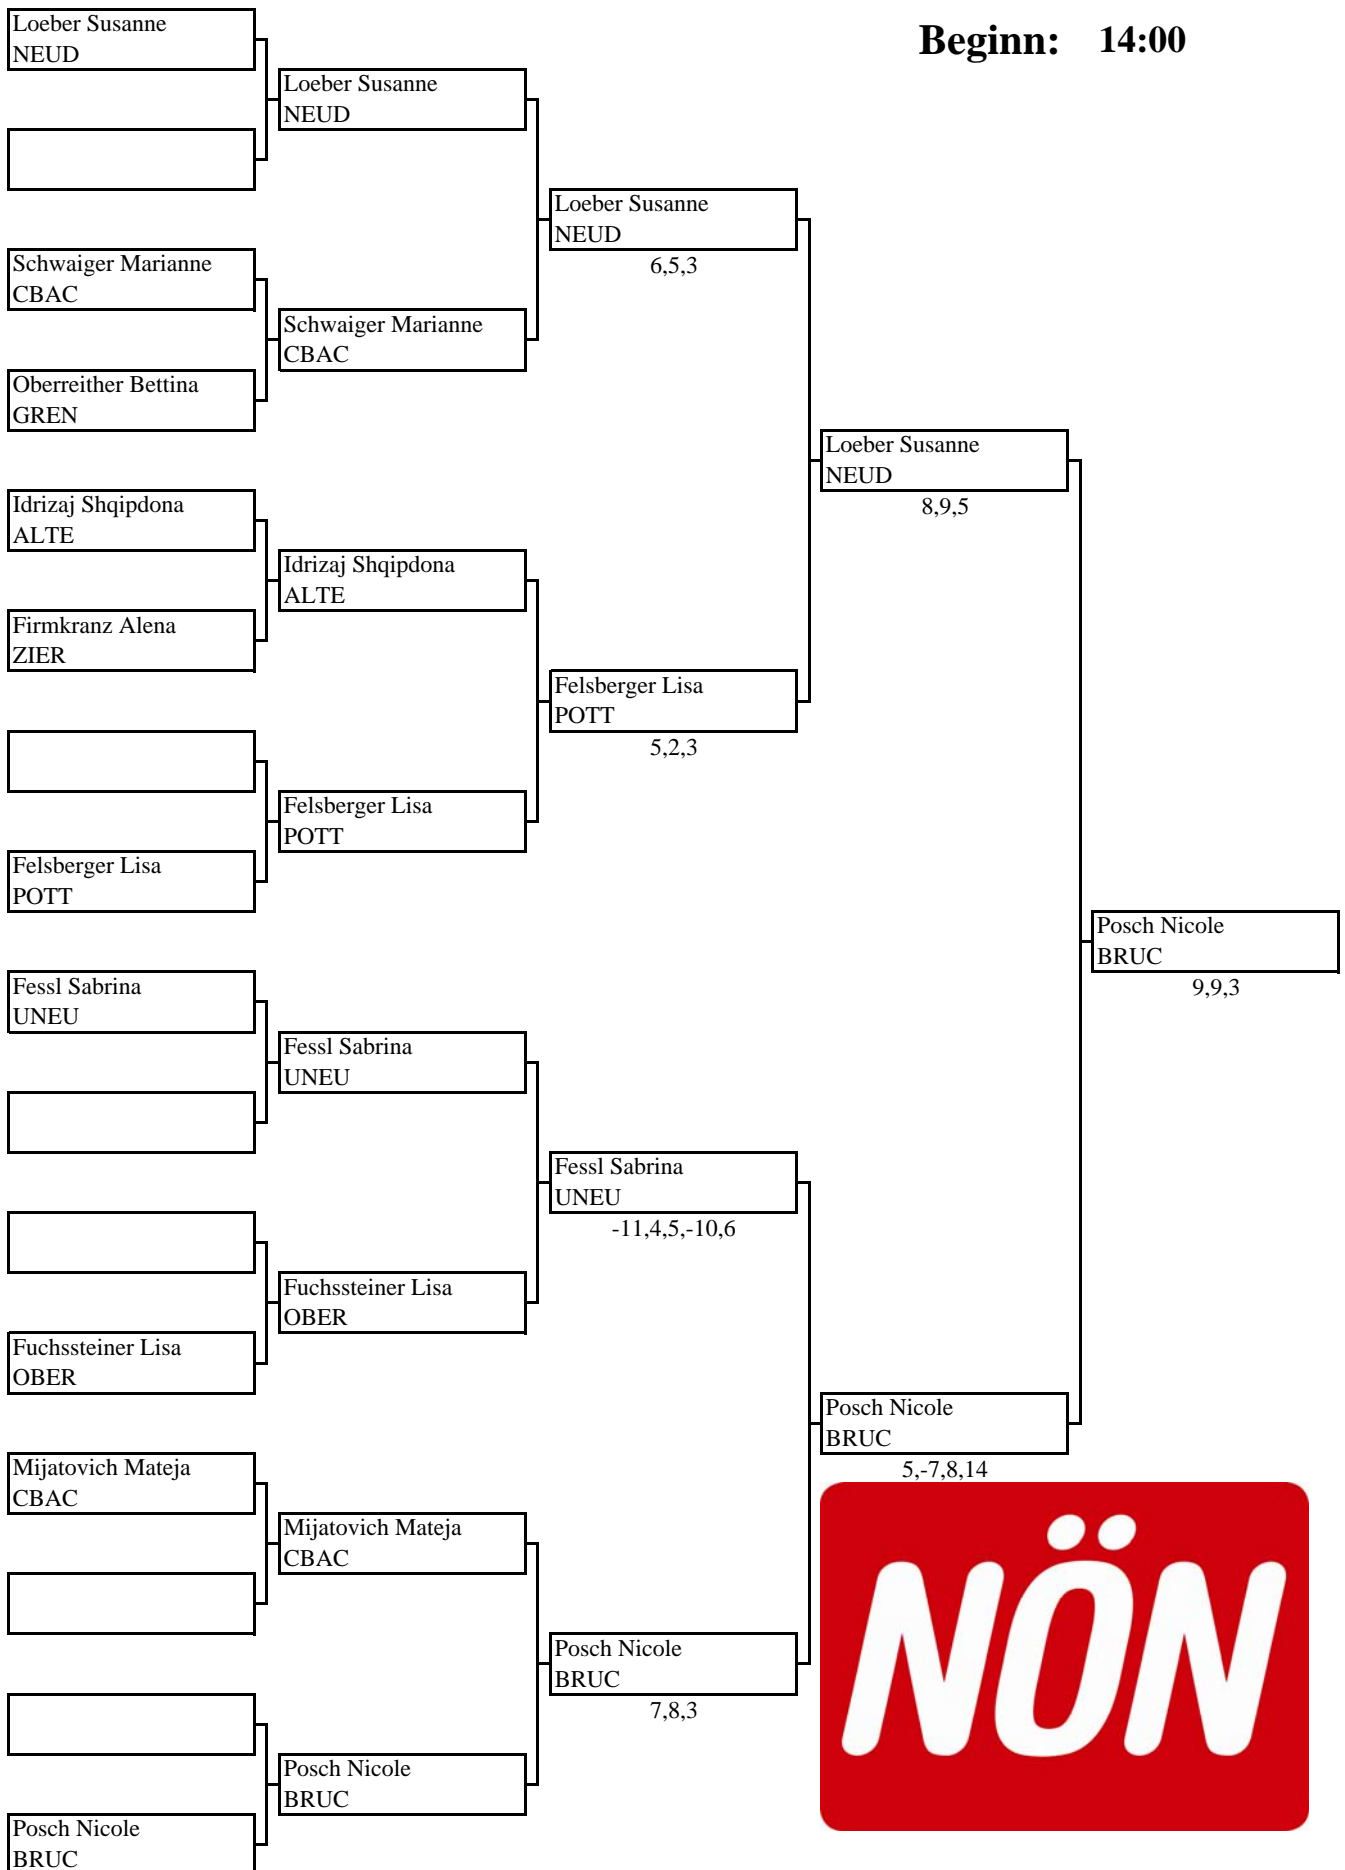 Beginn: 14:00
Loeber Susanne
NEUD
Schwaiger Marianne
CBAC
Oberreither Bettina
GREN
Idrizaj Shqipdona
ALTE
Firmkranz Alena
ZIER
Felsberger Lisa
POTT
Fessl Sabrina
UNEU
Fuchssteiner Lisa
OBER
Mijatovich Mateja
CBAC
Posch Nicole
BRUC
Loeber Susanne
NEUD
Schwaiger Marianne
CBAC
Idrizaj Shqipdona
ALTE
Felsberger Lisa
POTT
Fessl Sabrina
UNEU
Fuchssteiner Lisa
OBER
Mijatovich Mateja
CBAC
Posch Nicole
BRUC
Loeber Susanne
NEUD
6,5,3
Felsberger Lisa
POTT
5,2,3
Fessl Sabrina
UNEU
-11,4,5,-10,6
Posch Nicole
BRUC
7,8,3
Loeber Susanne
NEUD
8,9,5
Posch Nicole
BRUC
5,-7,8,14
Posch Nicole
BRUC
9,9,3
NÖN